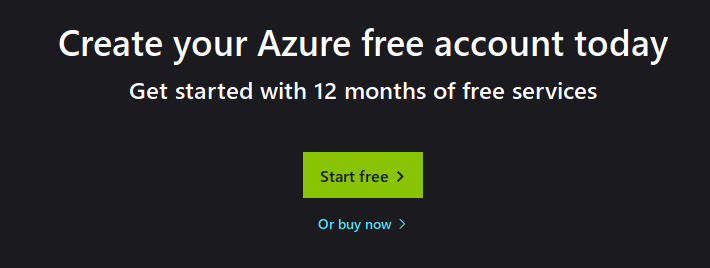 Create your Azure free account today
Get started with 12 months of free services
Start free
Or buy now